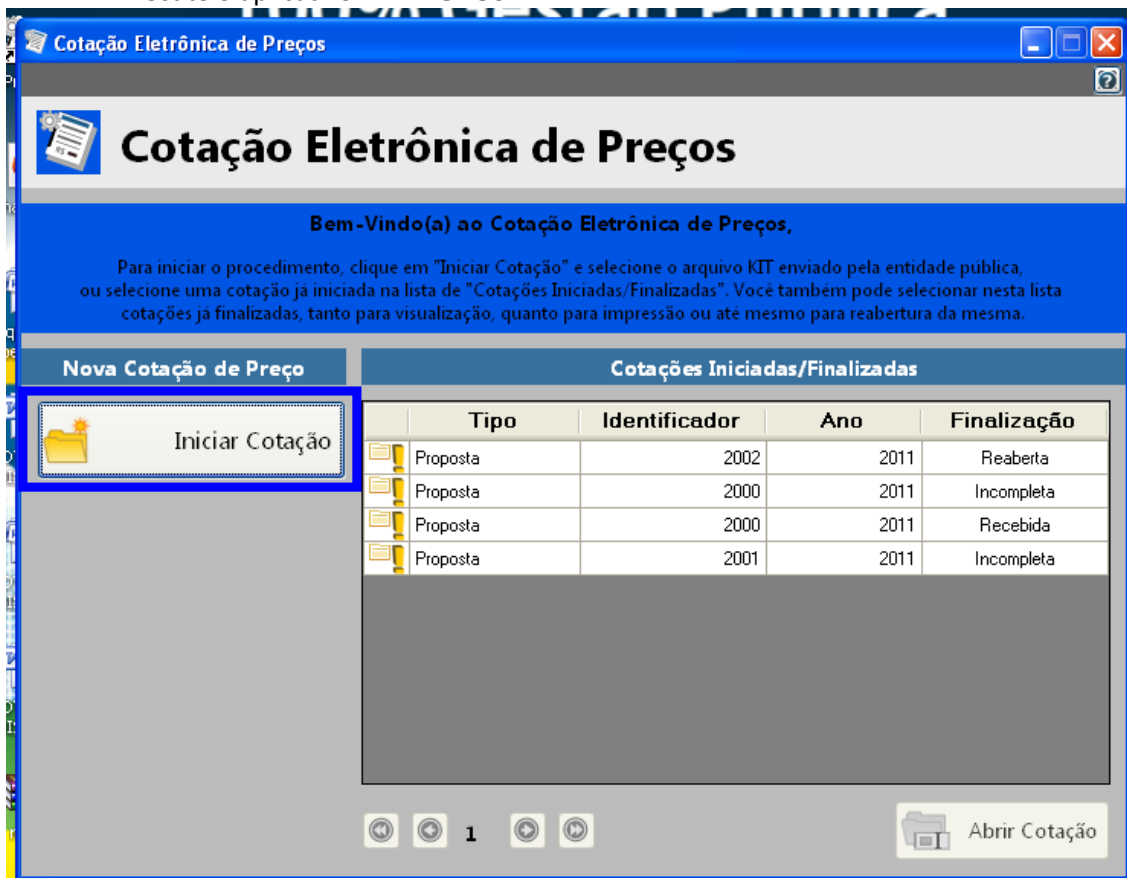 Cotação Eletrônica de Preços
Cotação Eletrônica de Preços
Bem-Vindo(a) ao Cotação Eletrônica de Preços,
Para iniciar o procedimento, clique em "Iniciar Cotação" e selecione o arquivo KIT enviado pela entidade pública,
ou selecione uma cotação já iniciada na lista de "Cotações Iniciadas/Finalizadas". Você também pode selecionar nesta lista
cotações já finalizadas, tanto para visualização, quanto para impressão ou até mesmo para reabertura da mesma.
Nova Cotação de Preço Cotações Iniciadas/Finalizadas
Iniciar Cotação
Tipo Identificador Ano Finalização
Proposta 2002 2011 Reaberta
Proposta 2000 2011 Incompleta
Proposta 2000 2011 Recebida
Proposta 2001 2011 Incompleta
1
Abrir Cotação